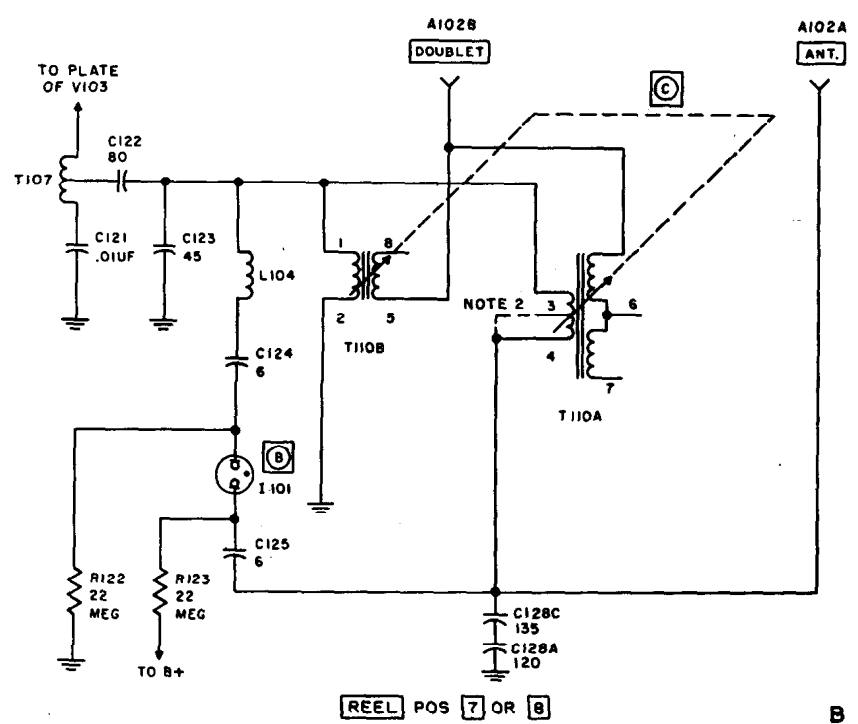 A102B
DOUBLET
A102A
ANT.
TO PLATE
OF V103
C
C122
80
T107
C121
.01UF
C123
45
L104
1
8
2
5
T110B
NOTE 2
3
4
6
7
T110A
C124
6
B
I101
C125
6
R122
22
MEG
R123
22
MEG
TO B+
C128C
135
C128A
120
REEL POS 7 OR 8
B